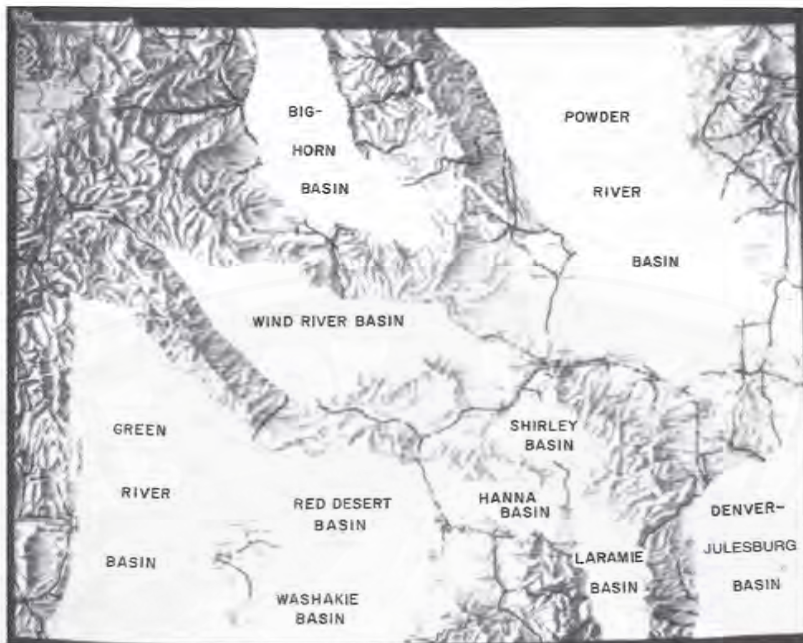 BIG-
HORN
BASIN
POWDER
RIVER
BASIN
WIND RIVER BASIN
GREEN
RIVER
BASIN
RED DESERT
BASIN
WASHAKIE
BASIN
SHIRLEY
BASIN
HANNA
BASIN
LARAMIE
BASIN
DENVER-
JULESBURG
BASIN